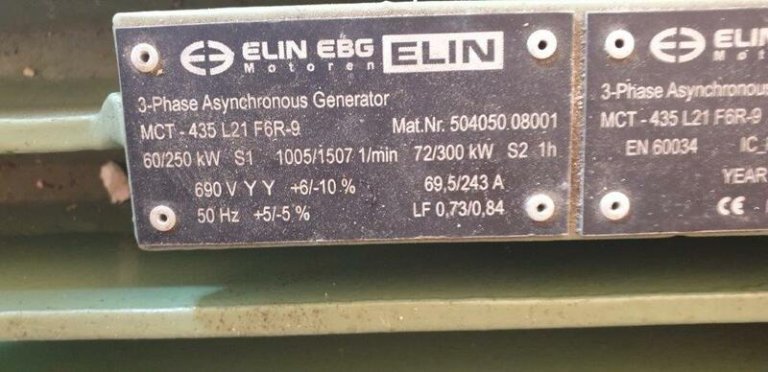 ELIN EBG ELIN
Motoren
3-Phase Asynchronous Generator
MCT - 435 L21 F6R-9 Mat.Nr. 504050.08001
60/250 kW S1 1005/1507 1/min 72/300 kW S2 1h
690 V Y Y +6/-10 % 69,5/243 A
50 Hz +5/-5 % LF 0,73/0,84
ELI
Mot
3-Phase Asynchronous
MCT - 435 L21 F6R-9
EN 60034 IC
YEAR
CE